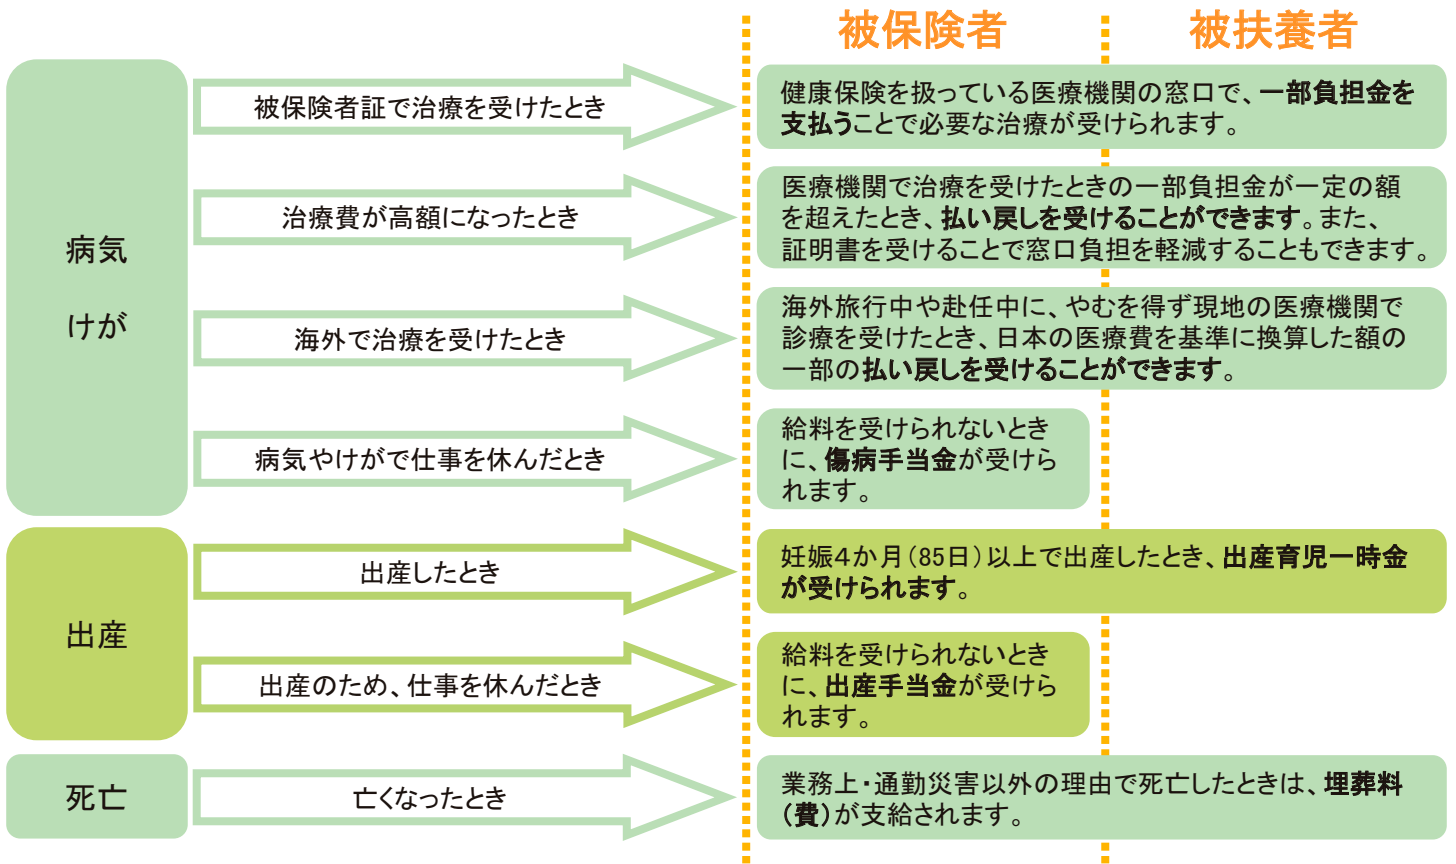 被保険者
被扶養者
病気
けが
被保険者証で治療を受けたとき
健康保険を扱っている医療機関の窓口で、一部負担金を
支払うことで必要な治療が受けられます。
治療費が高額になったとき
医療機関で治療を受けたときの一部負担金が一定の額
を超えたとき、払い戻しを受けることができます。また、
証明書を受けることで窓口負担を軽減することもできます。
海外で治療を受けたとき
海外旅行中や赴任中に、やむを得ず現地の医療機関で
診療を受けたとき、日本の医療費を基準に換算した額の
一部の払い戻しを受けることができます。
病気やけがで仕事を休んだとき
給料を受けられないとき
に、傷病手当金が受けら
れます。
出産
出産したとき
妊娠4か月(85日)以上で出産したとき、出産育児一時金
が受けられます。
出産のため、仕事を休んだとき
給料を受けられないとき
に、出産手当金が受けら
れます。
死亡
亡くなったとき
業務上・通勤災害以外の理由で死亡したときは、埋葬料
(費)が支給されます。